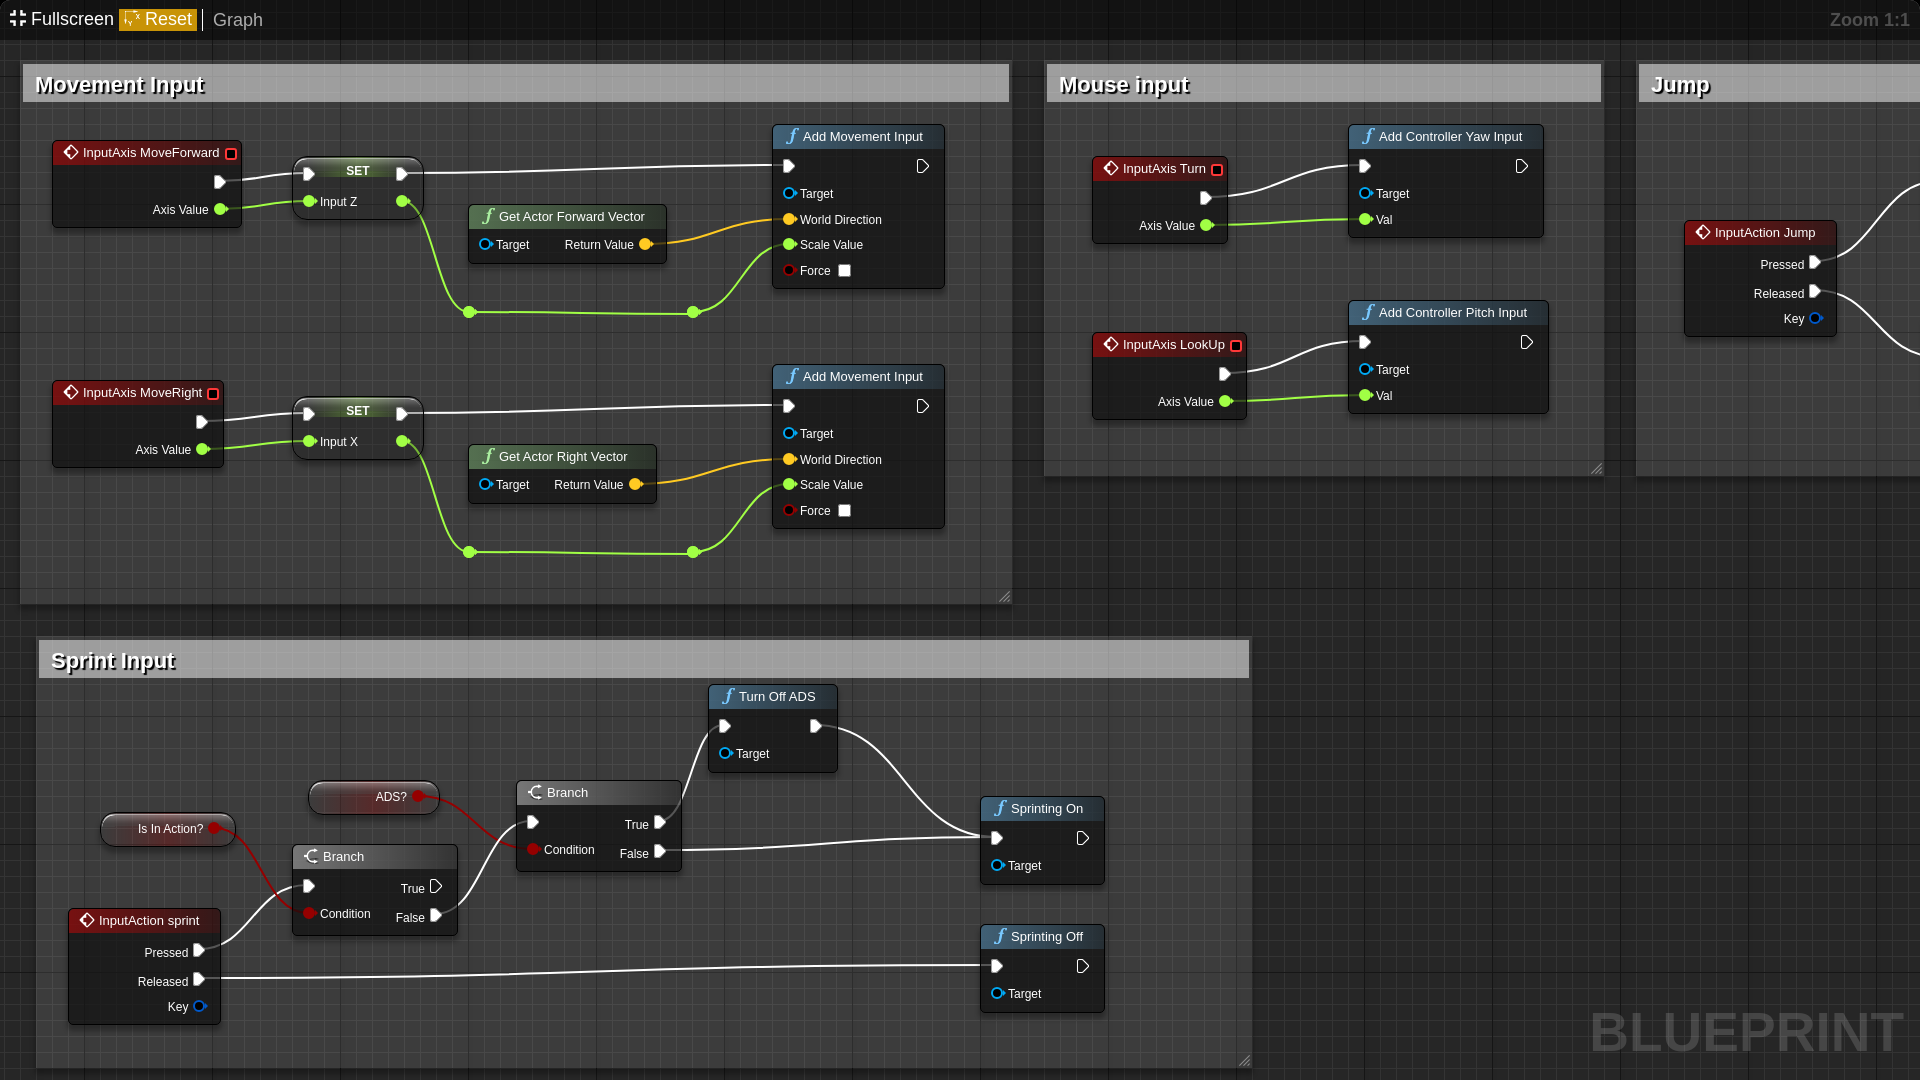 Fullscreen Reset Graph
Zoom 1:1
Movement Input
InputAxis MoveForward
Axis Value
SET
Input Z
Get Actor Forward Vector
Target Return Value
Add Movement Input
Target
World Direction
Scale Value
Force
InputAxis MoveRight
Axis Value
SET
Input X
Get Actor Right Vector
Target Return Value
Add Movement Input
Target
World Direction
Scale Value
Force
Mouse input
InputAxis Turn
Axis Value
Add Controller Yaw Input
Target
Val
InputAxis LookUp
Axis Value
Add Controller Pitch Input
Target
Val
Jump
InputAction Jump
Pressed
Released
Key
Sprint Input
Turn Off ADS
Target
ADS?
Is In Action?
Branch
True
Condition False
Branch
True
Condition False
InputAction sprint
Pressed
Released
Key
Sprinting On
Target
Sprinting Off
Target
BLUEPRINT